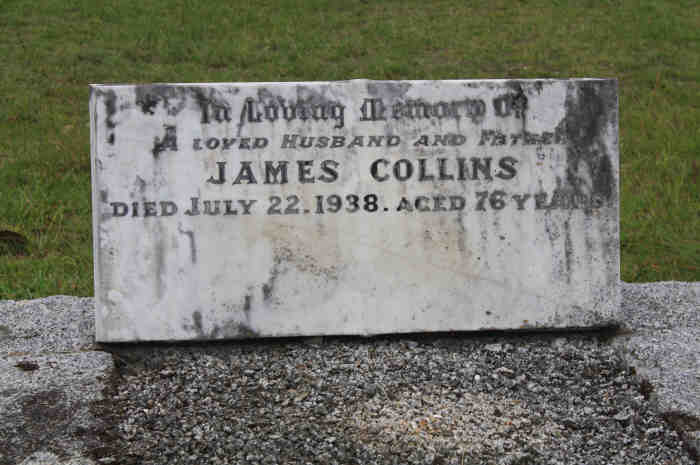 In Loving Memory Of
A LOVED HUSBAND AND FATHER
JAMES COLLINS
DIED JULY 22. 1938. AGED 76 YEARS